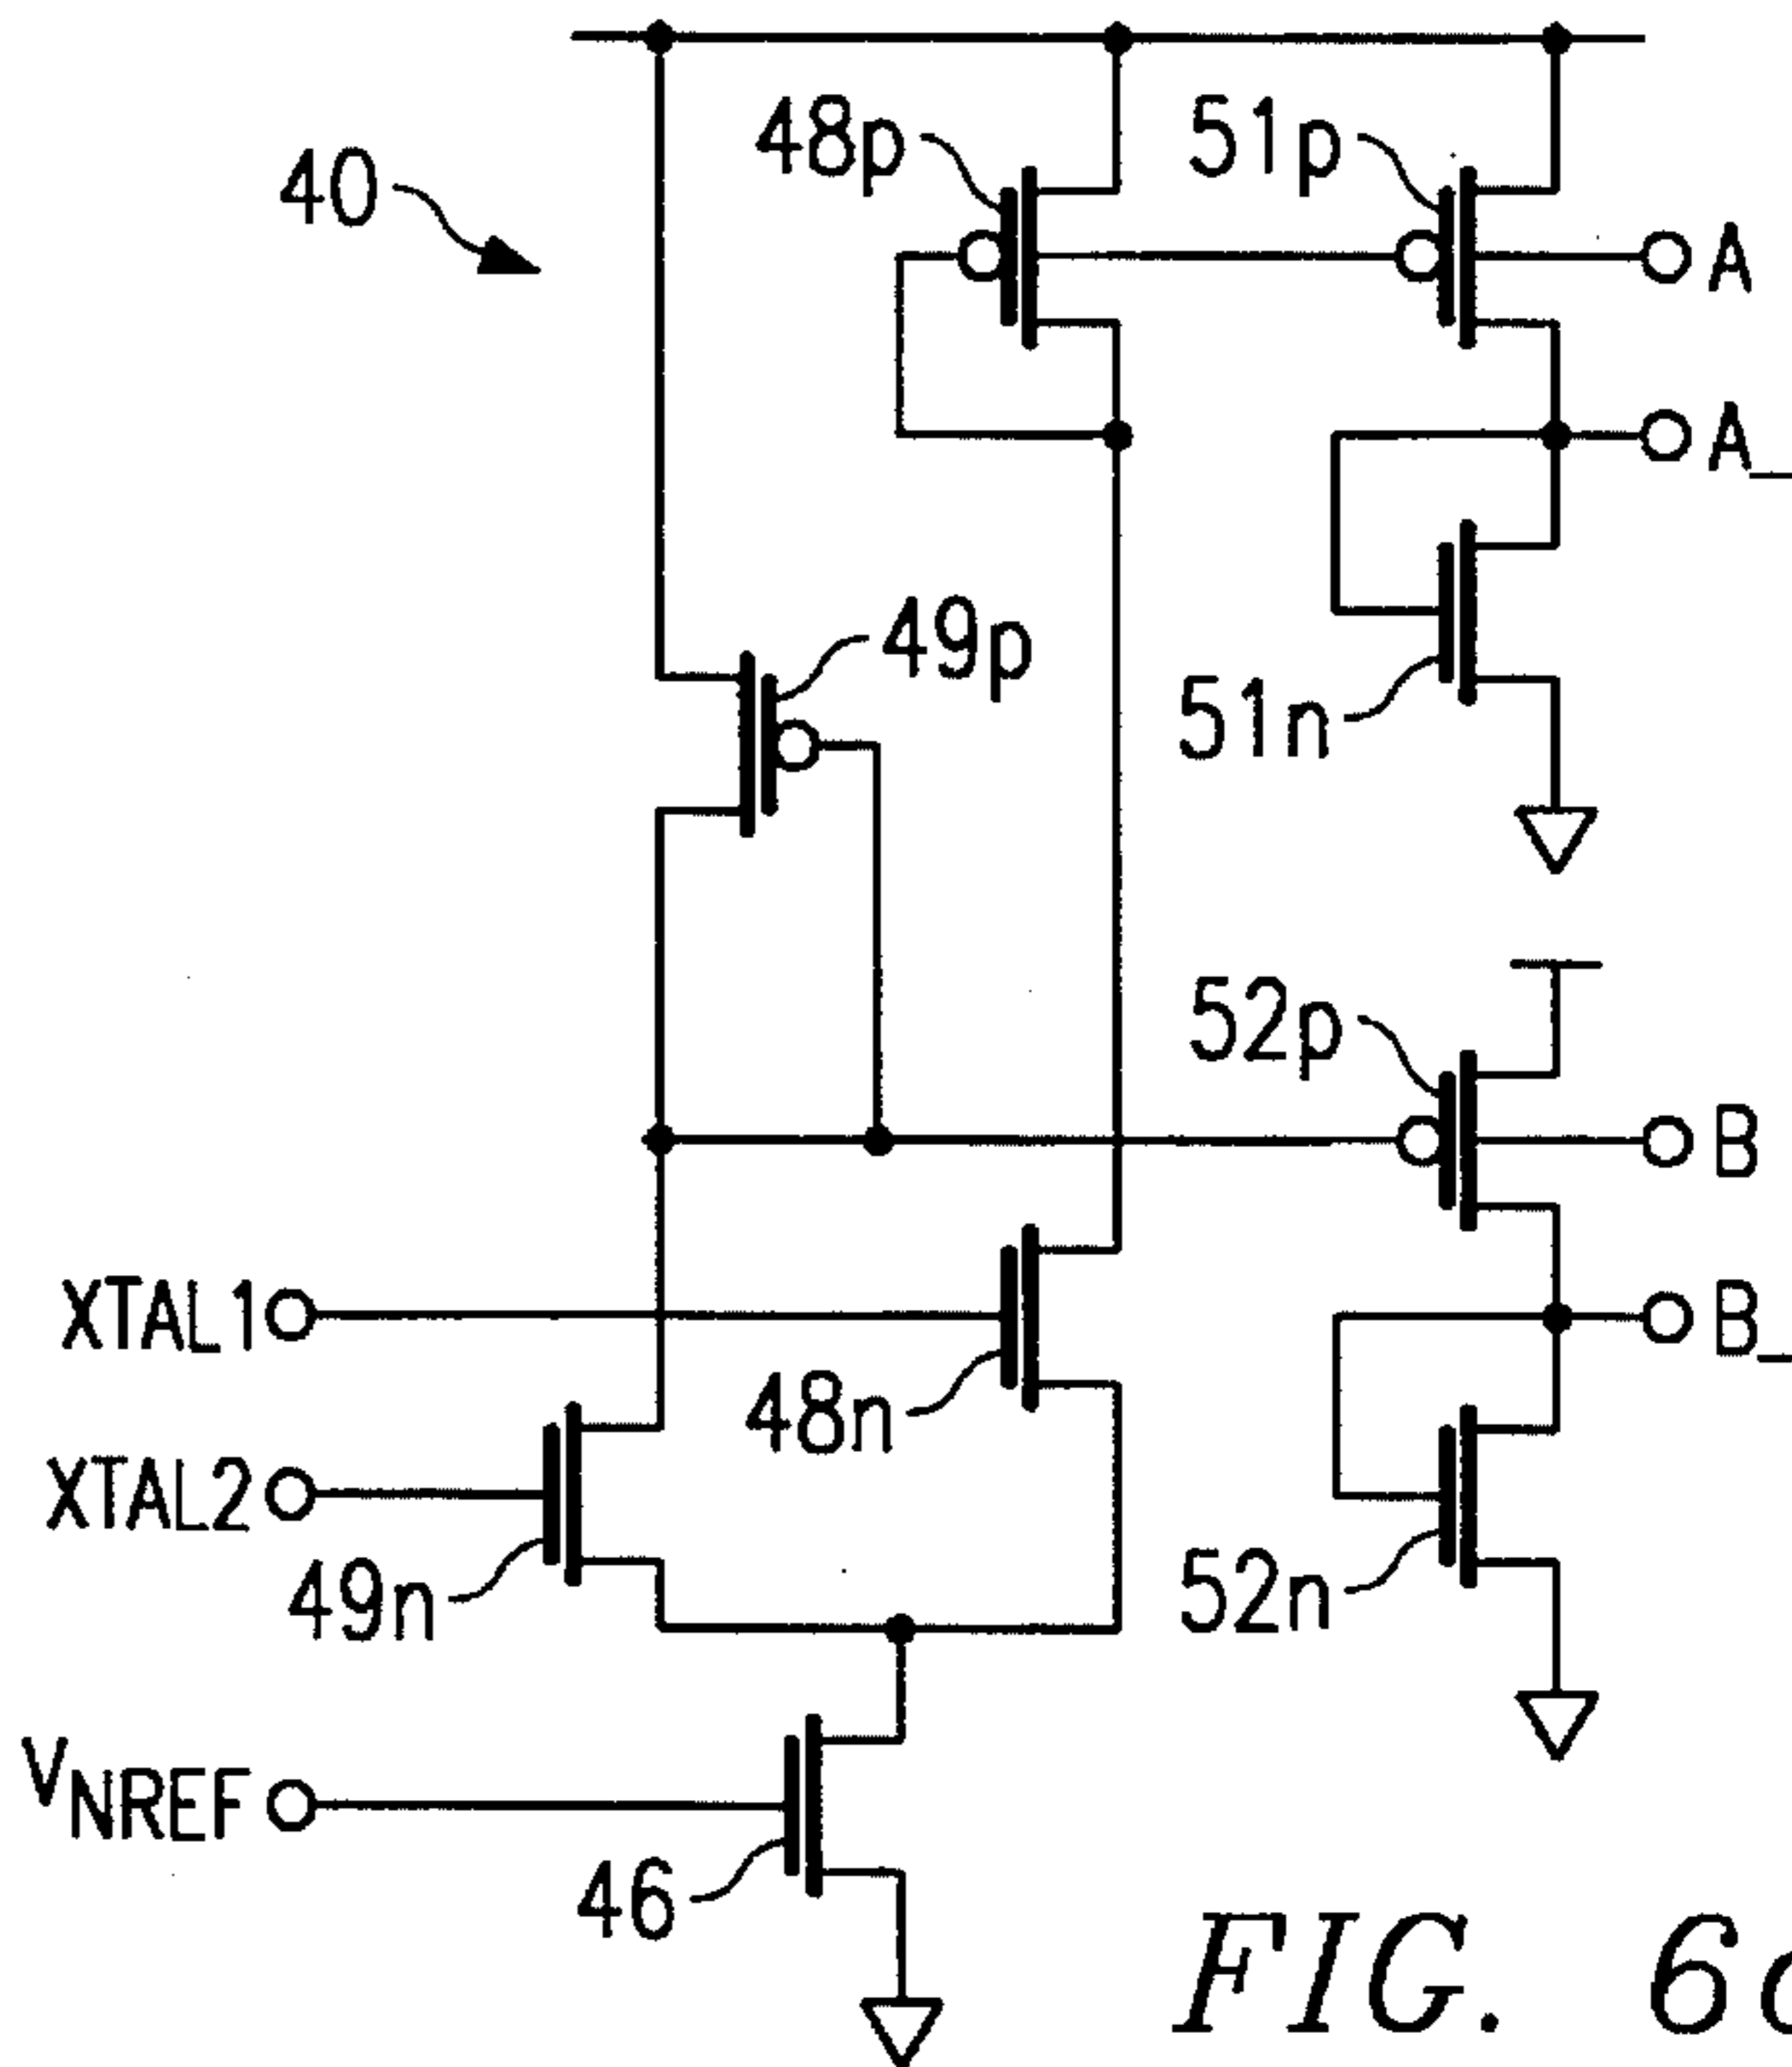 40
48p
51p
A
A_
49p
51n
52p
B
XTAL1
B_
48n
XTAL2
49n
52n
VNREF
46
FIG. 6